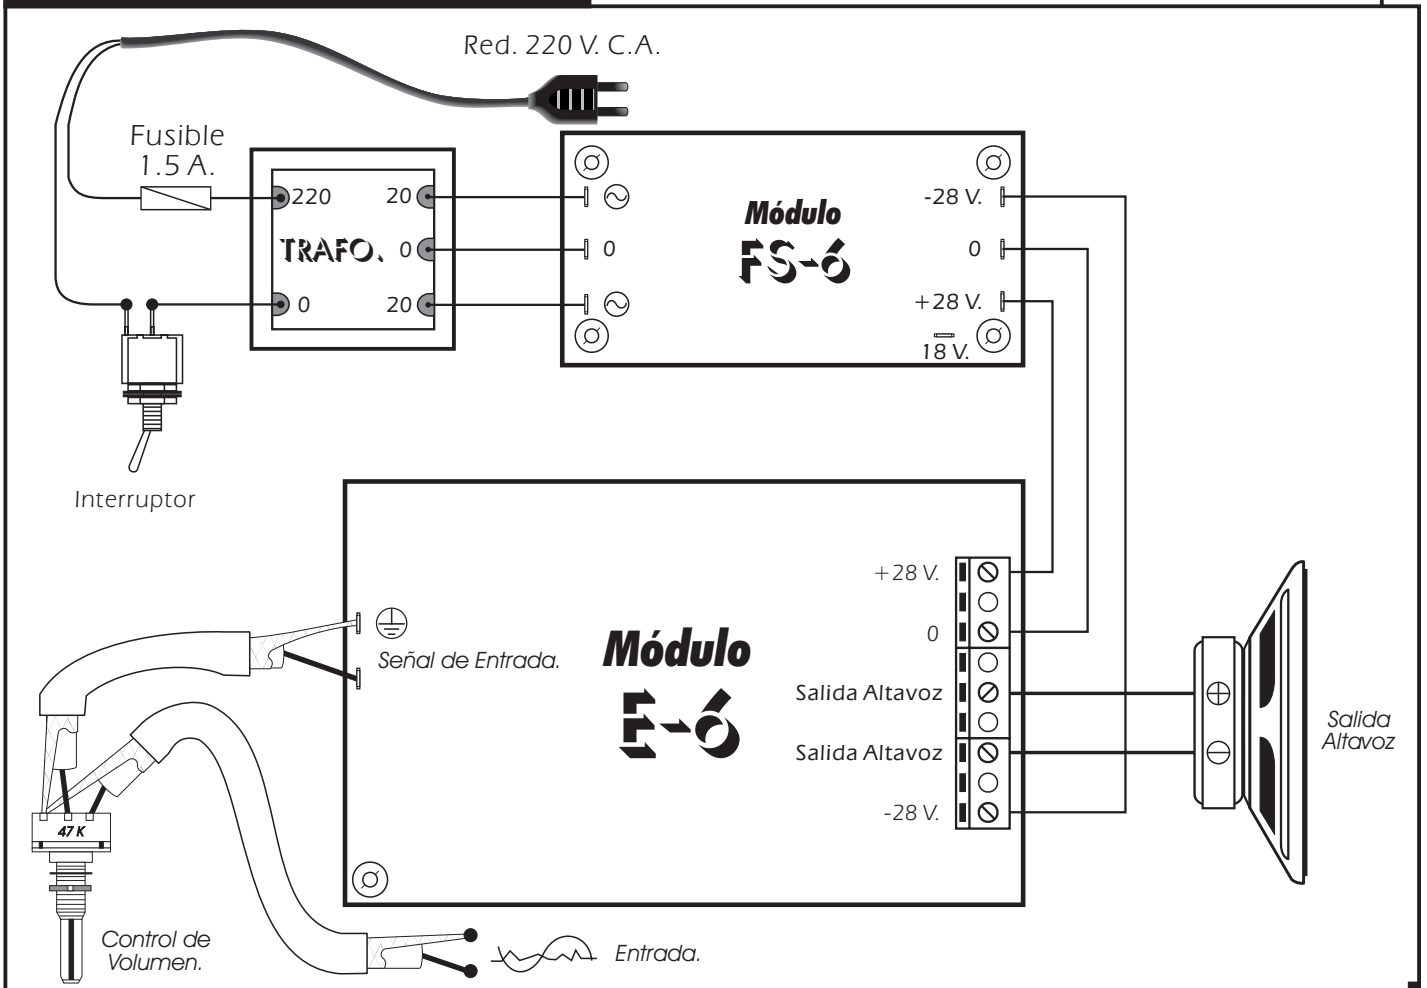 Red. 220 V. C.A.
Fusible
1.5 A.
220
20
TRAFO.
0
0
20
0
Módulo
FS-6
-28 V.
0
+28 V.
18 V.
Interruptor
+28 V.
0
Señal de Entrada.
Módulo
E-6
Salida Altavoz
Salida Altavoz
-28 V.
Salida
Altavoz
47 K
Control de
Volumen.
Entrada.